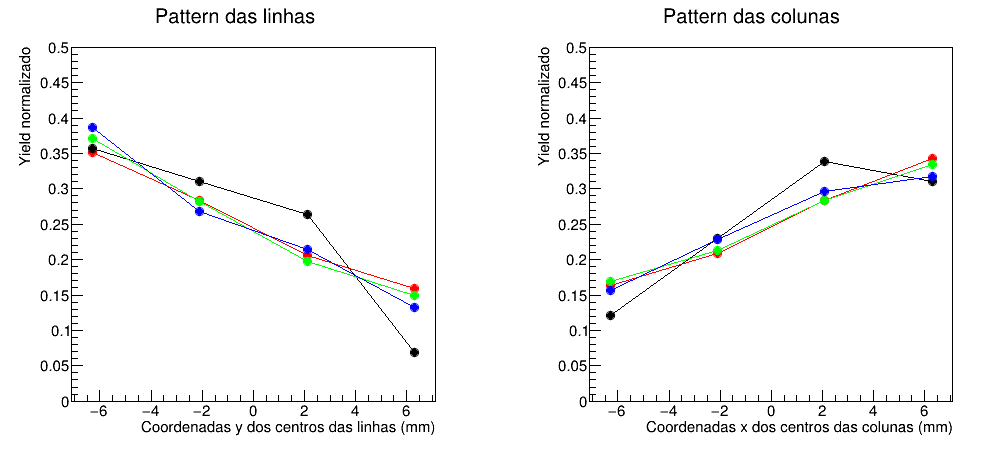 Pattern das linhas
Yield normalizado
0.5
0.45
0.4
0.35
0.3
0.25
0.2
0.15
0.1
0.05
0
−6 −4 −2 0 2 4 6
Coordenadas y dos centros das linhas (mm)
Pattern das colunas
Yield normalizado
0.5
0.45
0.4
0.35
0.3
0.25
0.2
0.15
0.1
0.05
0
−6 −4 −2 0 2 4 6
Coordenadas x dos centros das colunas (mm)